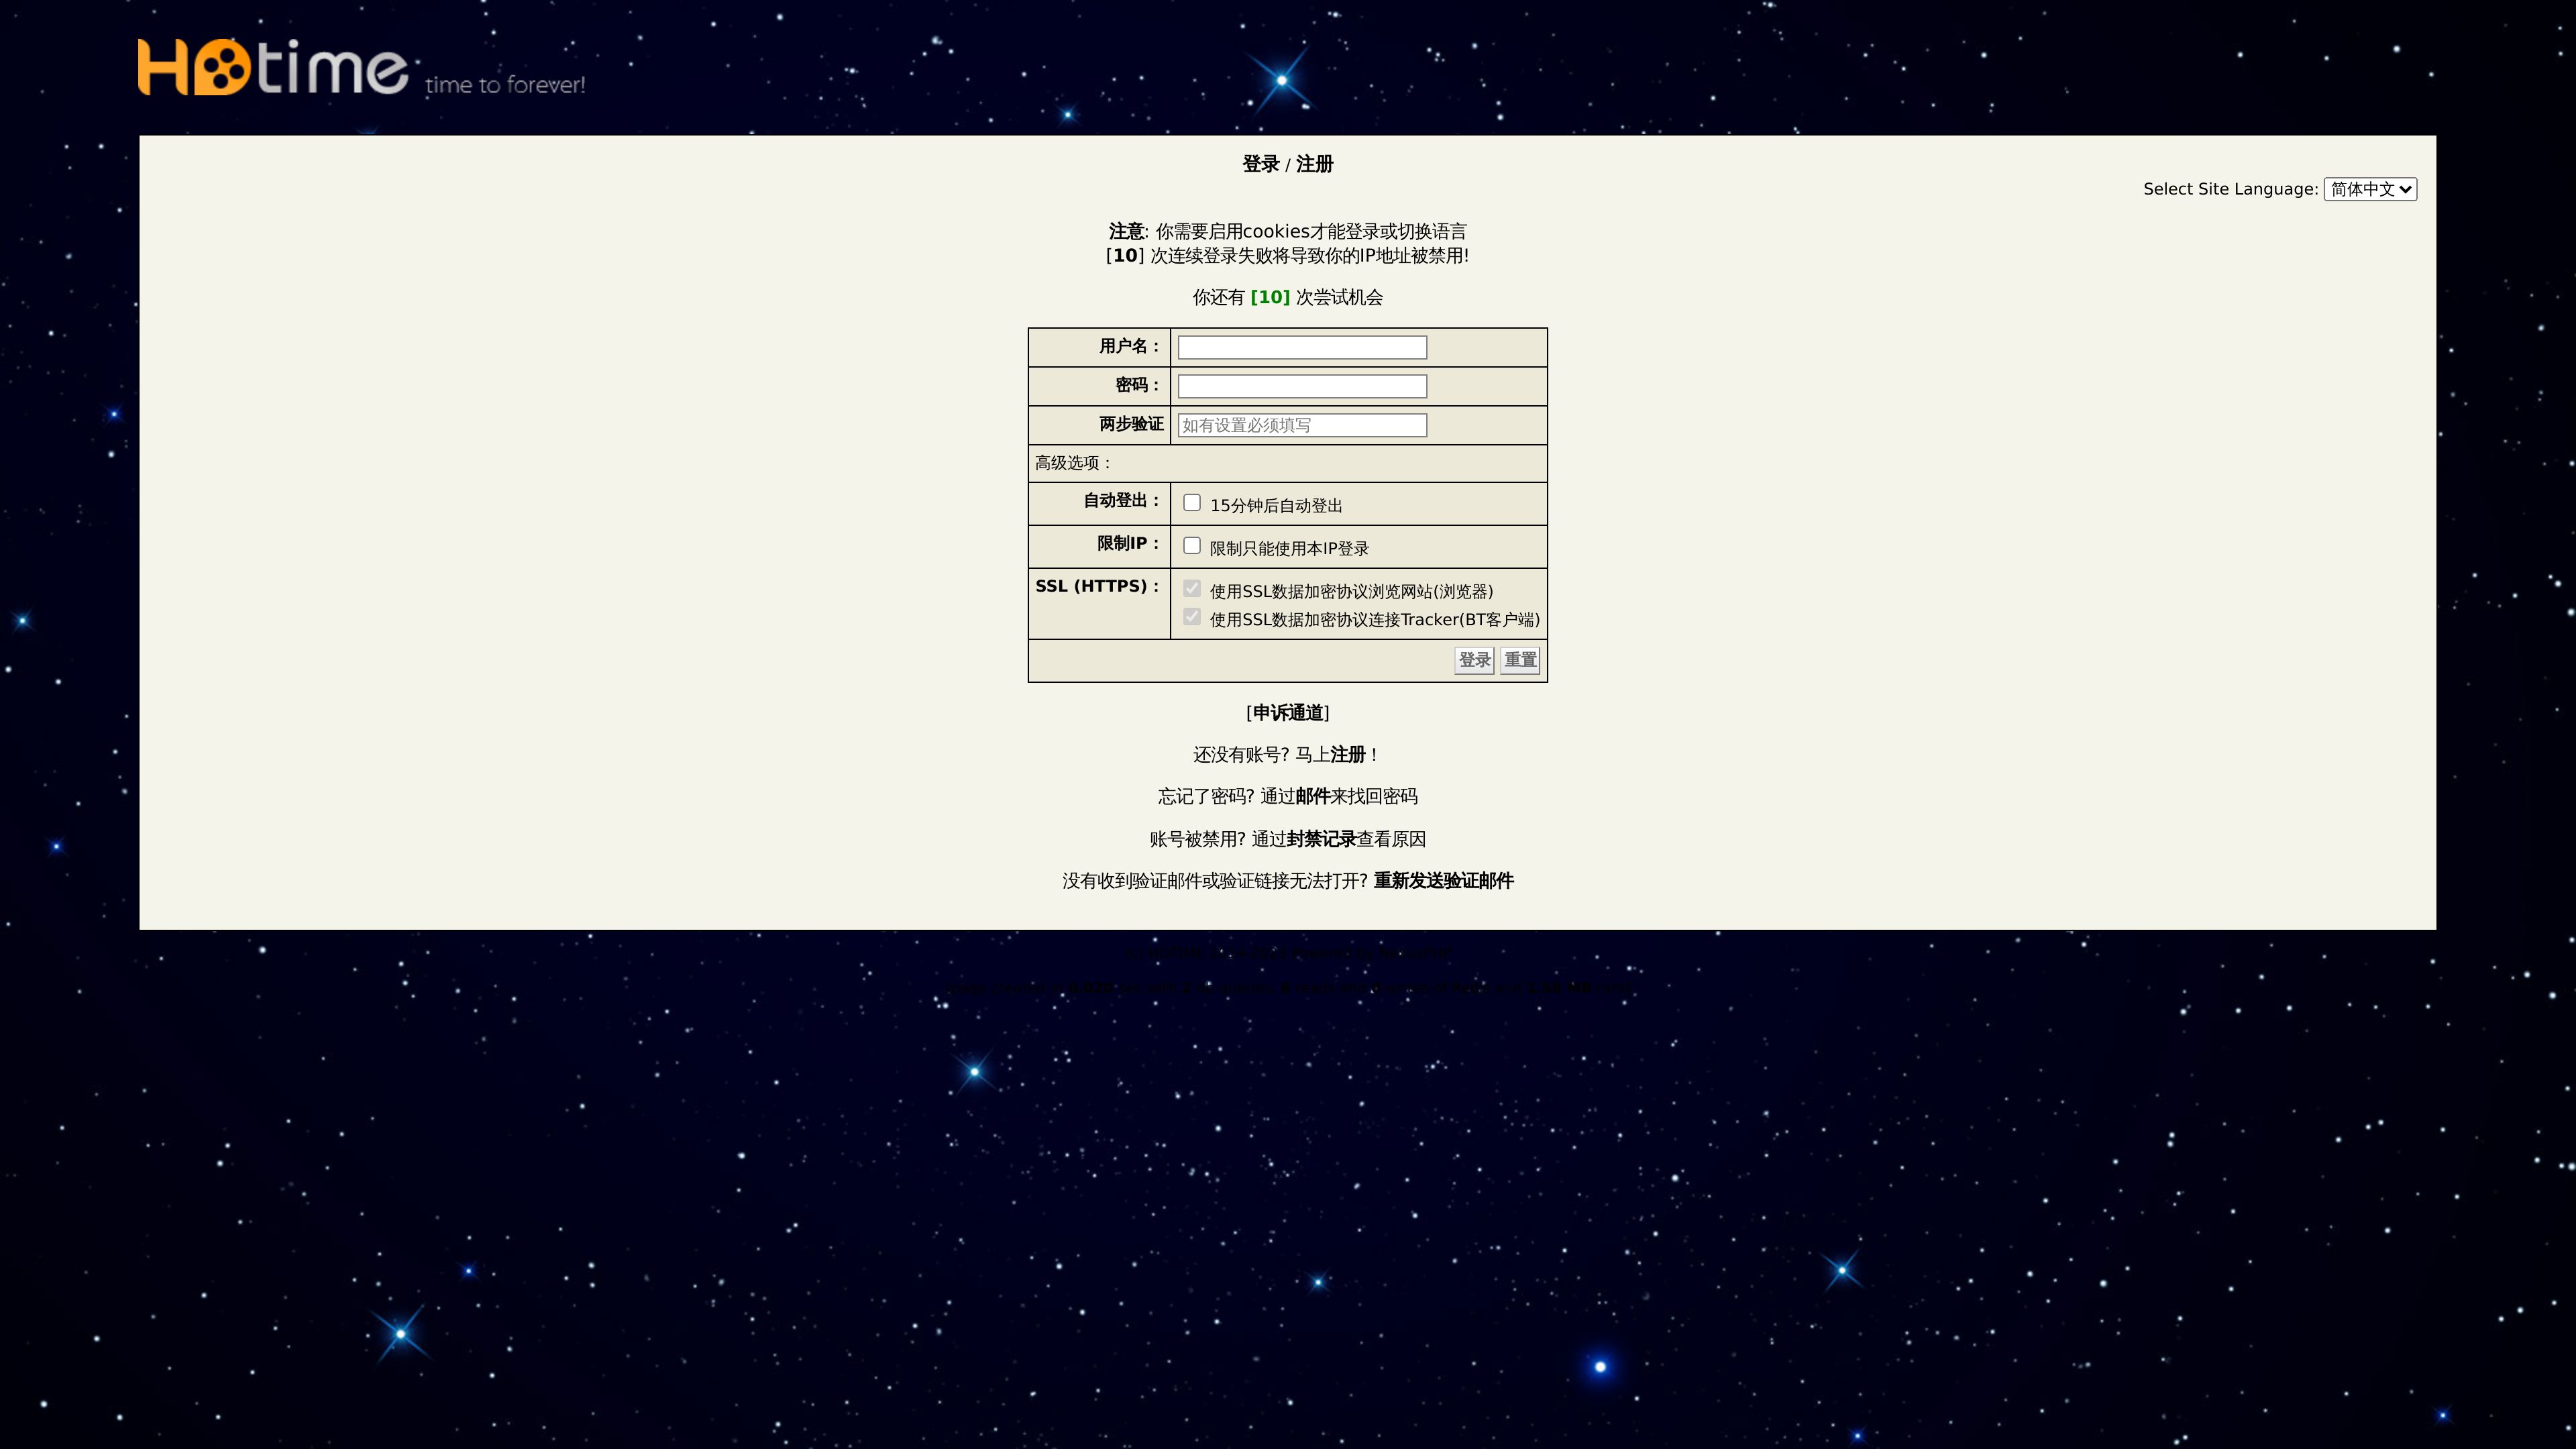 HDtime time to forever!
登录 / 注册
Select Site Language: 简体中文
注意: 你需要启用cookies才能登录或切换语言
[10] 次连续登录失败将导致你的IP地址被禁用!
你还有 [10] 次尝试机会
用户名：
密码：
两步验证 如有设置必须填写
高级选项：
自动登出： 15分钟后自动登出
限制IP： 限制只能使用本IP登录
SSL (HTTPS)： 使用SSL数据加密协议浏览网站(浏览器)
使用SSL数据加密协议连接Tracker(BT客户端)
登录 重置
[申诉通道]
还没有账号? 马上注册！
忘记了密码? 通过邮件来找回密码
账号被禁用? 通过封禁记录查看原因
没有收到验证邮件或验证链接无法打开? 重新发送验证邮件